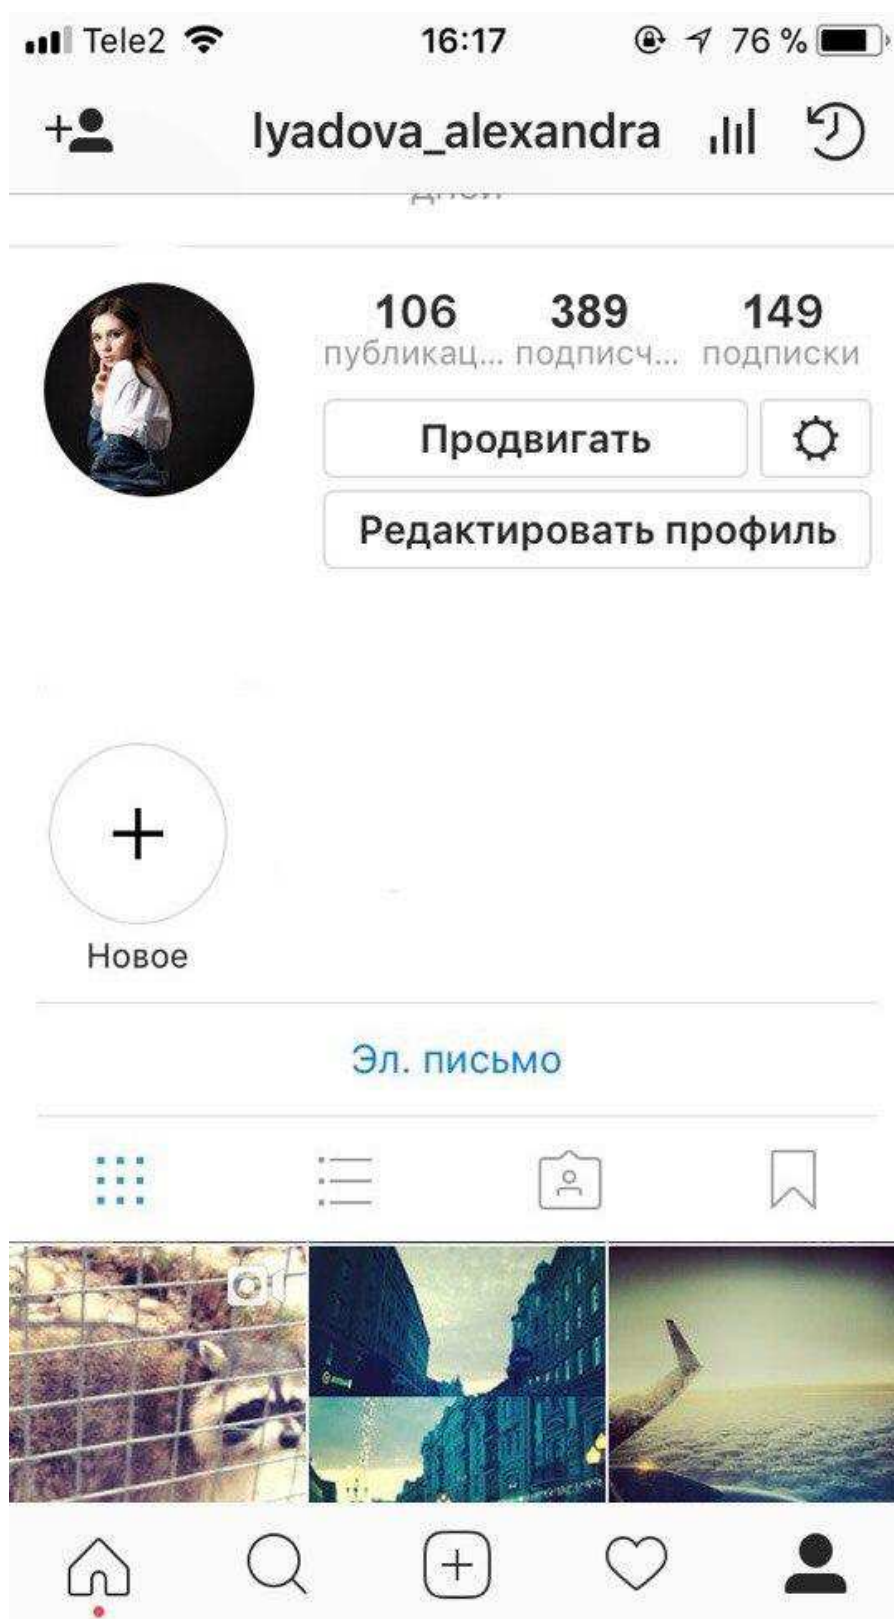 Tele2 16:17 76 %
lyadova_alexandra
106 389 149
публикац... подписч... подписки
Продвигать
Редактировать профиль
Новое
Эл. письмо